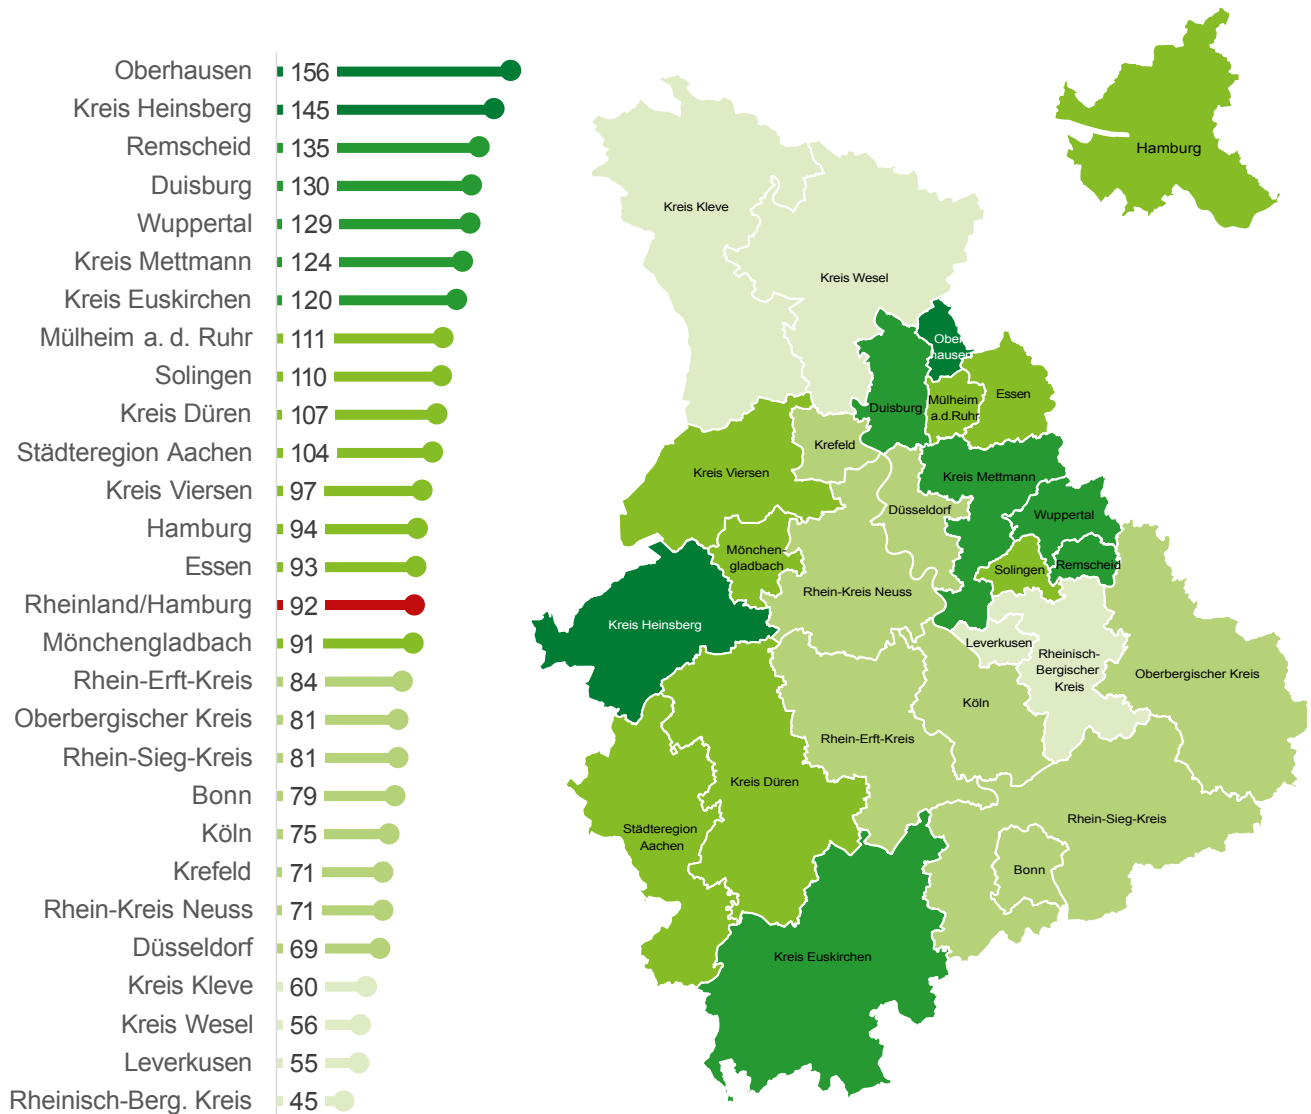 Oberhausen 156
Kreis Heinsberg 145
Remscheid 135
Duisburg 130
Wuppertal 129
Kreis Mettmann 124
Kreis Euskirchen 120
Mülheim a. d. Ruhr 111
Solingen 110
Kreis Düren 107
Städteregion Aachen 104
Kreis Viersen 97
Hamburg 94
Essen 93
Rheinland/Hamburg 92
Mönchengladbach 91
Rhein-Erft-Kreis 84
Oberbergischer Kreis 81
Rhein-Sieg-Kreis 81
Bonn 79
Köln 75
Krefeld 71
Rhein-Kreis Neuss 71
Düsseldorf 69
Kreis Kleve 60
Kreis Wesel 56
Leverkusen 55
Rheinisch-Berg. Kreis 45
Hamburg
Kreis Kleve
Kreis Wesel
Ober
hausen
Duisburg
Mülheim
a.d.Ruhr
Essen
Krefeld
Kreis Viersen
Kreis Mettmann
Düsseldorf
Wuppertal
Mönchen-
gladbach
Solingen
Remscheid
Rhein-Kreis Neuss
Kreis Heinsberg
Leverkusen
Rheinisch-
Bergischer
Kreis
Oberbergischer Kreis
Köln
Rhein-Erft-Kreis
Kreis Düren
Städteregion
Aachen
Rhein-Sieg-Kreis
Bonn
Kreis Euskirchen